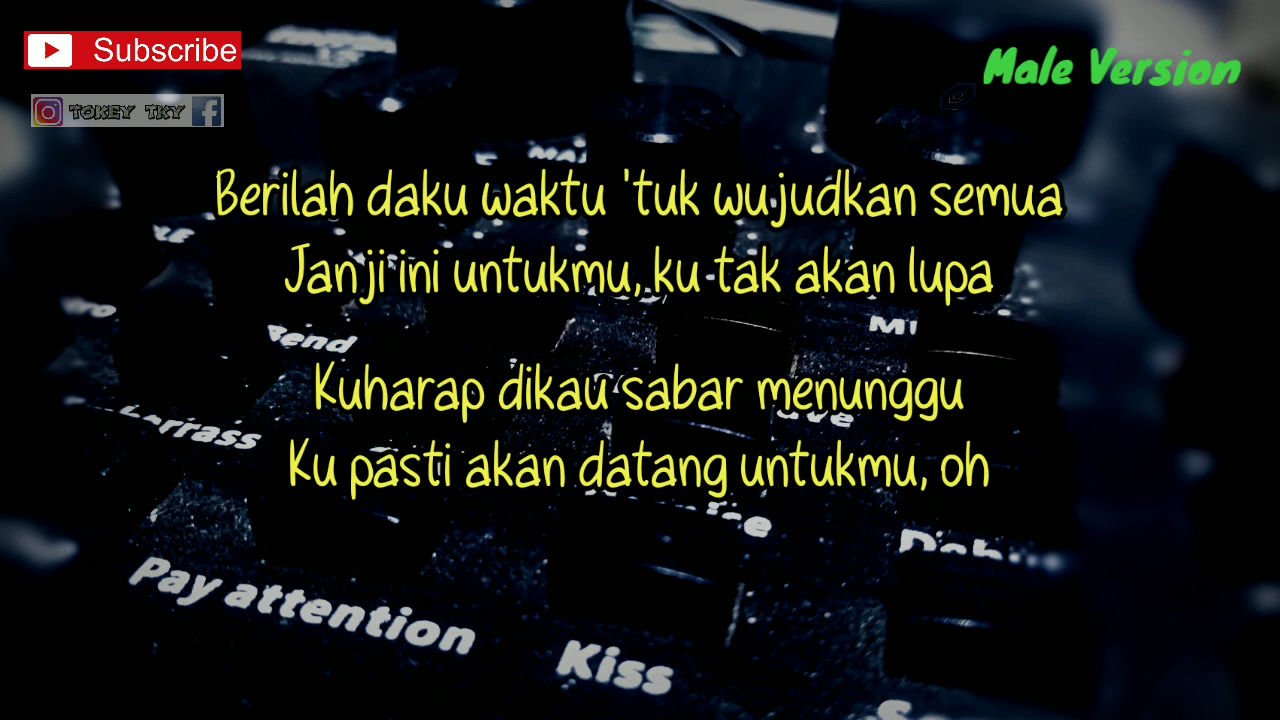 Subscribe
Male Version
TOKEY TKY
Berilah daku waktu 'tuk wujudkan semua
Janji ini untukmu, ku tak akan lupa
Kuharap dikau sabar menunggu
Ku pasti akan datang untukmu, oh
Pay attention
Kiss